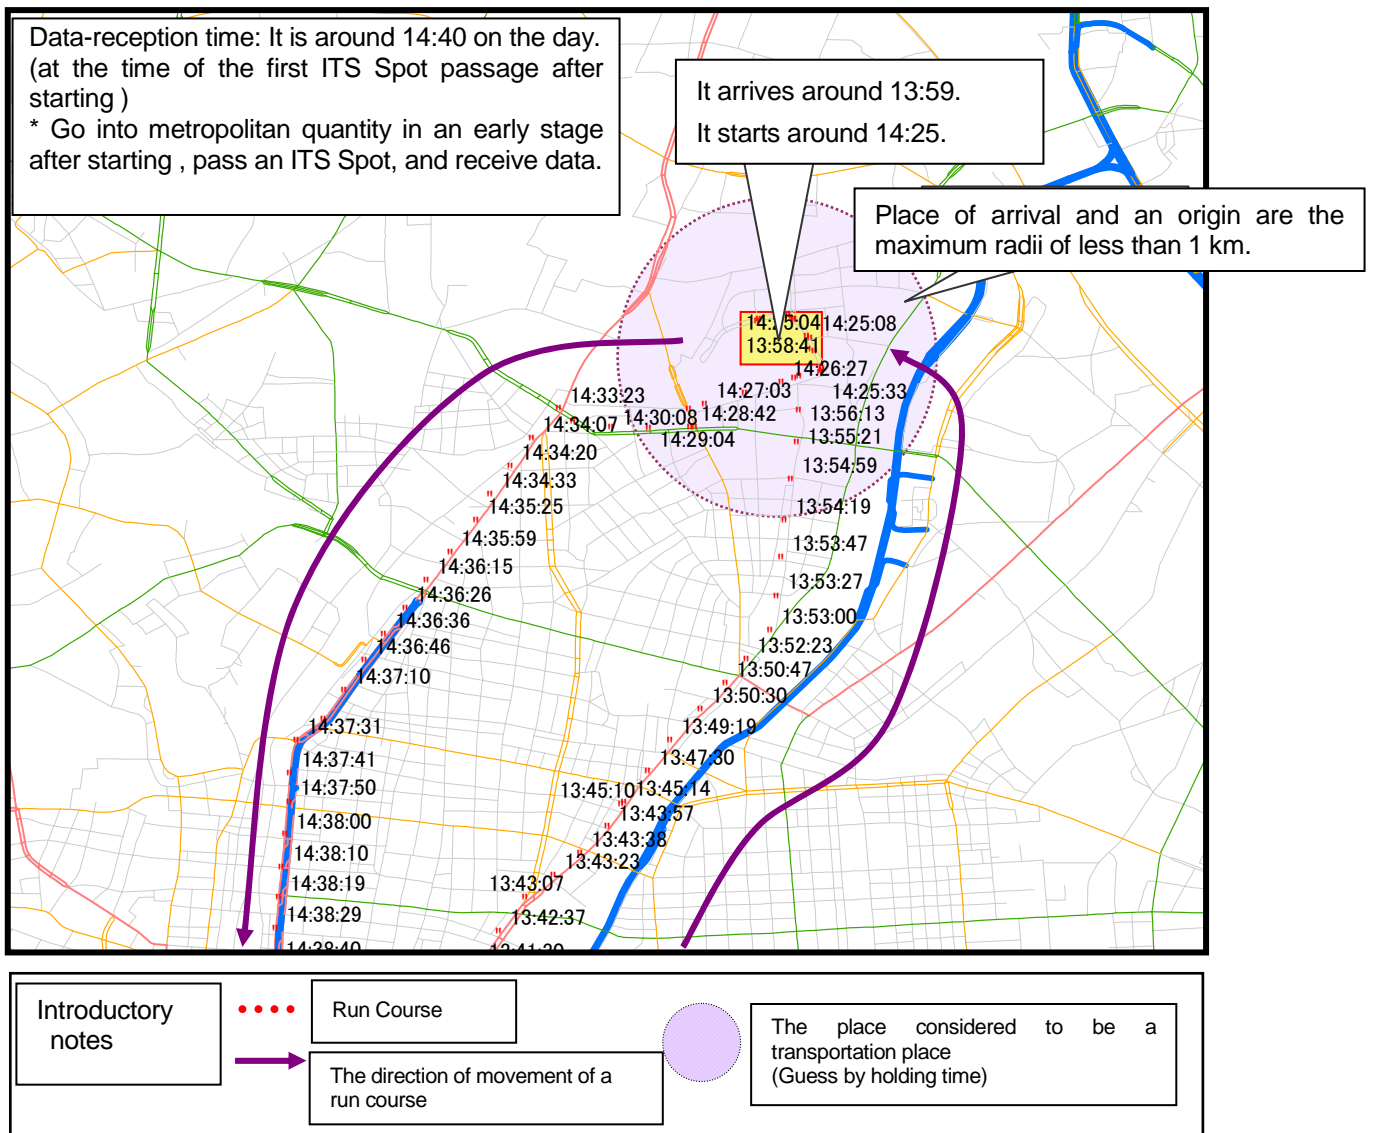 Data-reception time: It is around 14:40 on the day.
(at the time of the first ITS Spot passage after
starting )
* Go into metropolitan quantity in an early stage
after starting , pass an ITS Spot, and receive data.
It arrives around 13:59.
It starts around 14:25.
Place of arrival and an origin are the
maximum radii of less than 1 km.
14:25:04
14:25:08
13:58:41
14:26:27
14:27:03
14:25:33
14:33:23
14:30:08
14:28:42
13:56:13
14:34:07
14:29:04
13:55:21
14:34:20
13:54:59
14:34:33
14:35:25
13:54:19
14:35:59
13:53:47
14:36:15
13:53:27
14:36:26
13:53:00
14:36:36
14:36:46
13:52:23
14:37:10
13:50:47
13:50:30
14:37:31
13:49:19
14:37:41
13:47:30
14:37:50
13:45:10
13:45:14
14:38:00
13:43:57
13:43:38
14:38:10
13:43:23
14:38:19
13:43:07
14:38:29
13:42:37
14:38:40
Introductory
notes
Run Course
The direction of movement of a
run course
The place considered to be a
transportation place
(Guess by holding time)